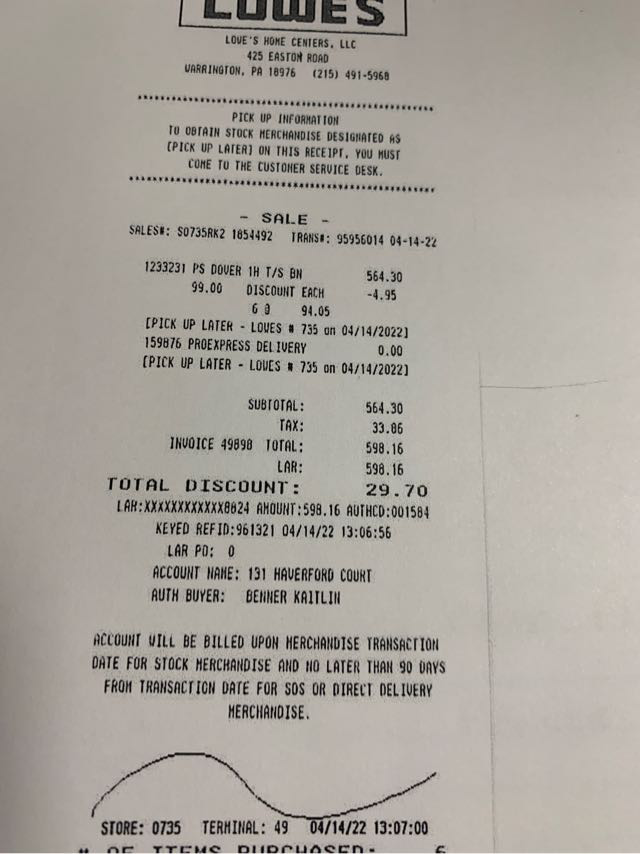 LOWE'S
LOWE'S HOME CENTERS, LLC
425 EASTON ROAD
WARRINGTON, PA 18976 (215) 491-5968
PICK UP INFORMATION
TO OBTAIN STOCK MERCHANDISE DESIGNATED AS
[PICK UP LATER] ON THIS RECEIPT, YOU MUST
COME TO THE CUSTOMER SERVICE DESK.
- SALE -
SALES#: S0735RK2 1854492 TRANS#: 95956014 04-14-22
1233231 PS DOVER 1H T/S BN 564.30
99.00 DISCOUNT EACH -4.95
6 @ 94.05
[PICK UP LATER - LOWES # 735 on 04/14/2022]
159876 PROEXPRESS DELIVERY 0.00
[PICK UP LATER - LOWES # 735 on 04/14/2022]
SUBTOTAL: 564.30
TAX: 33.86
INVOICE 49898 TOTAL: 598.16
LAR: 598.16
TOTAL DISCOUNT: 29.70
LAR:XXXXXXXXXXXX8824 AMOUNT:598.16 AUTHCD:001584
KEYED REFID:961321 04/14/22 13:06:56
LAR PO: 0
ACCOUNT NAME: 131 HAVERFORD COURT
AUTH BUYER: BENNER KAITLIN
ACCOUNT WILL BE BILLED UPON MERCHANDISE TRANSACTION
DATE FOR STOCK MERCHANDISE AND NO LATER THAN 90 DAYS
FROM TRANSACTION DATE FOR SOS OR DIRECT DELIVERY
MERCHANDISE.
STORE: 0735 TERMINAL: 49 04/14/22 13:07:00
# OF ITEMS PURCHASED: 6